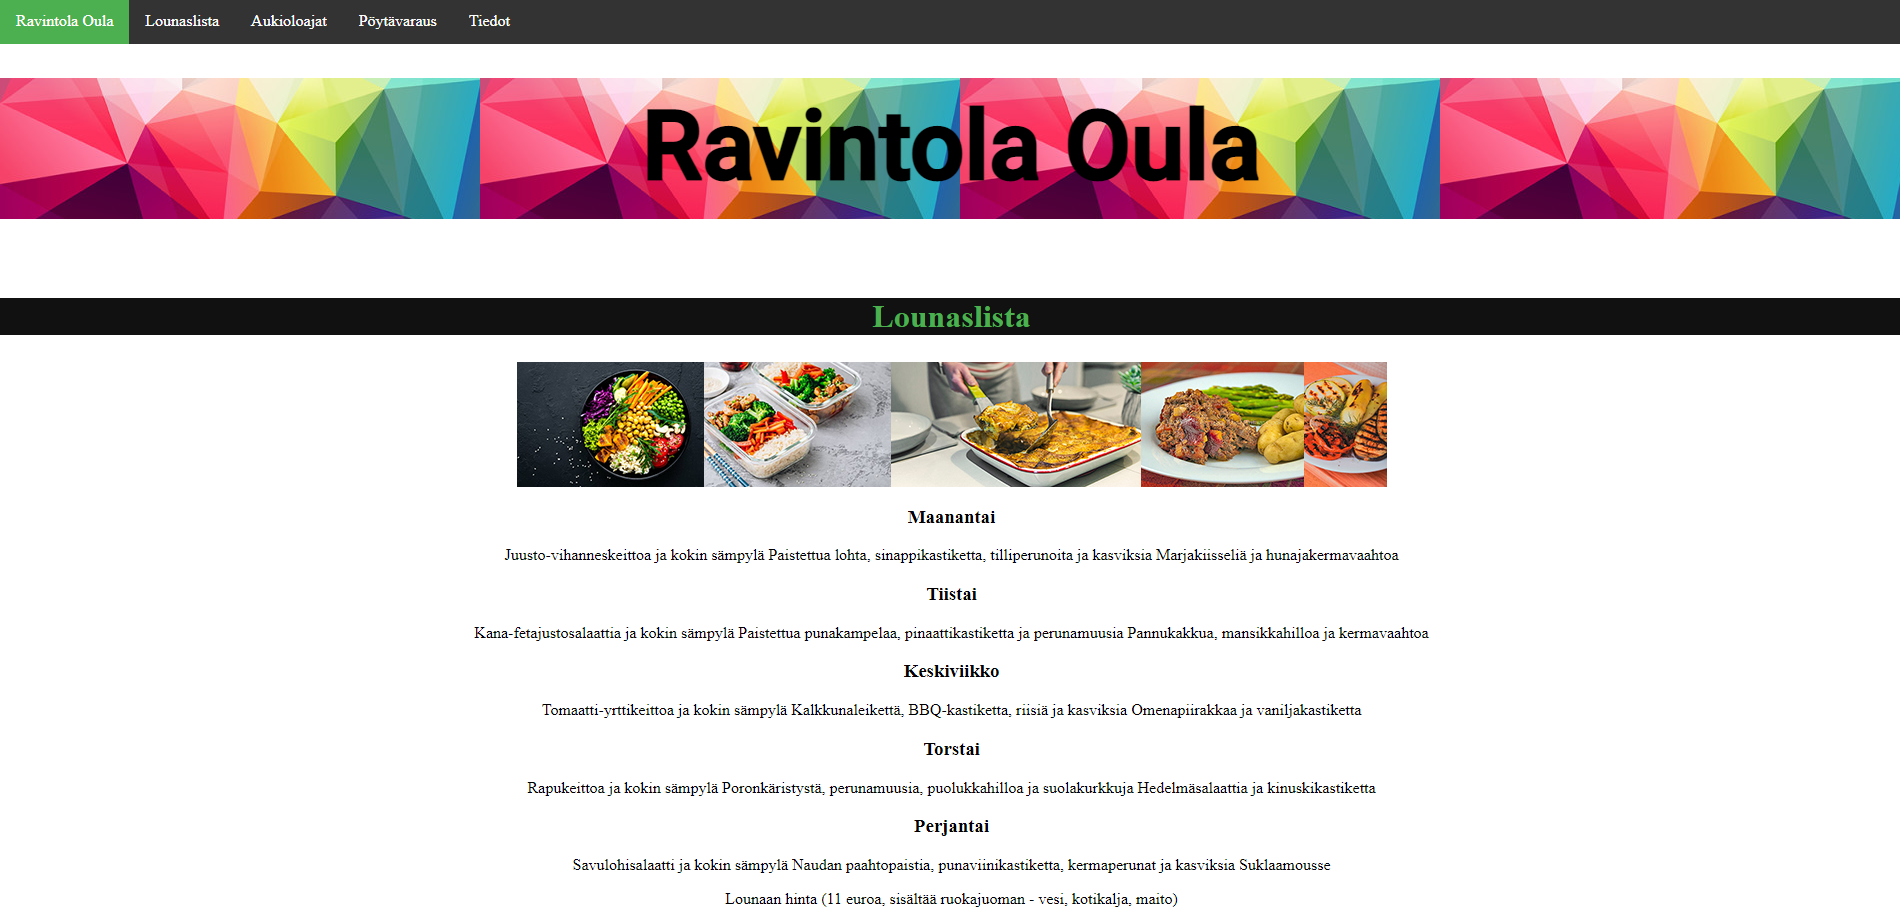 Ravintola Oula Lounaslista Aukioloajat Pöytävaraus Tiedot
Ravintola Oula
Lounaslista
Maanantai
Juusto-vihanneskeittoa ja kokin sämpylä Paistettua lohta, sinappikastiketta, tilliperunoita ja kasviksia Marjakiisseliä ja hunajakermavaahtoa
Tiistai
Kana-fetajustosalaattia ja kokin sämpylä Paistettua punakampelaa, pinaattikastiketta ja perunamuusia Pannukakkua, mansikkahilloa ja kermavaahtoa
Keskiviikko
Tomaatti-yrttikeittoa ja kokin sämpylä Kalkkunaleikettä, BBQ-kastiketta, riisiä ja kasviksia Omenapiirakkaa ja vaniljakastiketta
Torstai
Rapukeittoa ja kokin sämpylä Poronkäristystä, perunamuusia, puolukkahilloa ja suolakurkkuja Hedelmäsalaattia ja kinuskikastiketta
Perjantai
Savulohisalaatti ja kokin sämpylä Naudan paahtopaistia, punaviinikastiketta, kermaperunat ja kasviksia Suklaamousse
Lounaan hinta (11 euroa, sisältää ruokajuoman - vesi, kotikalja, maito)